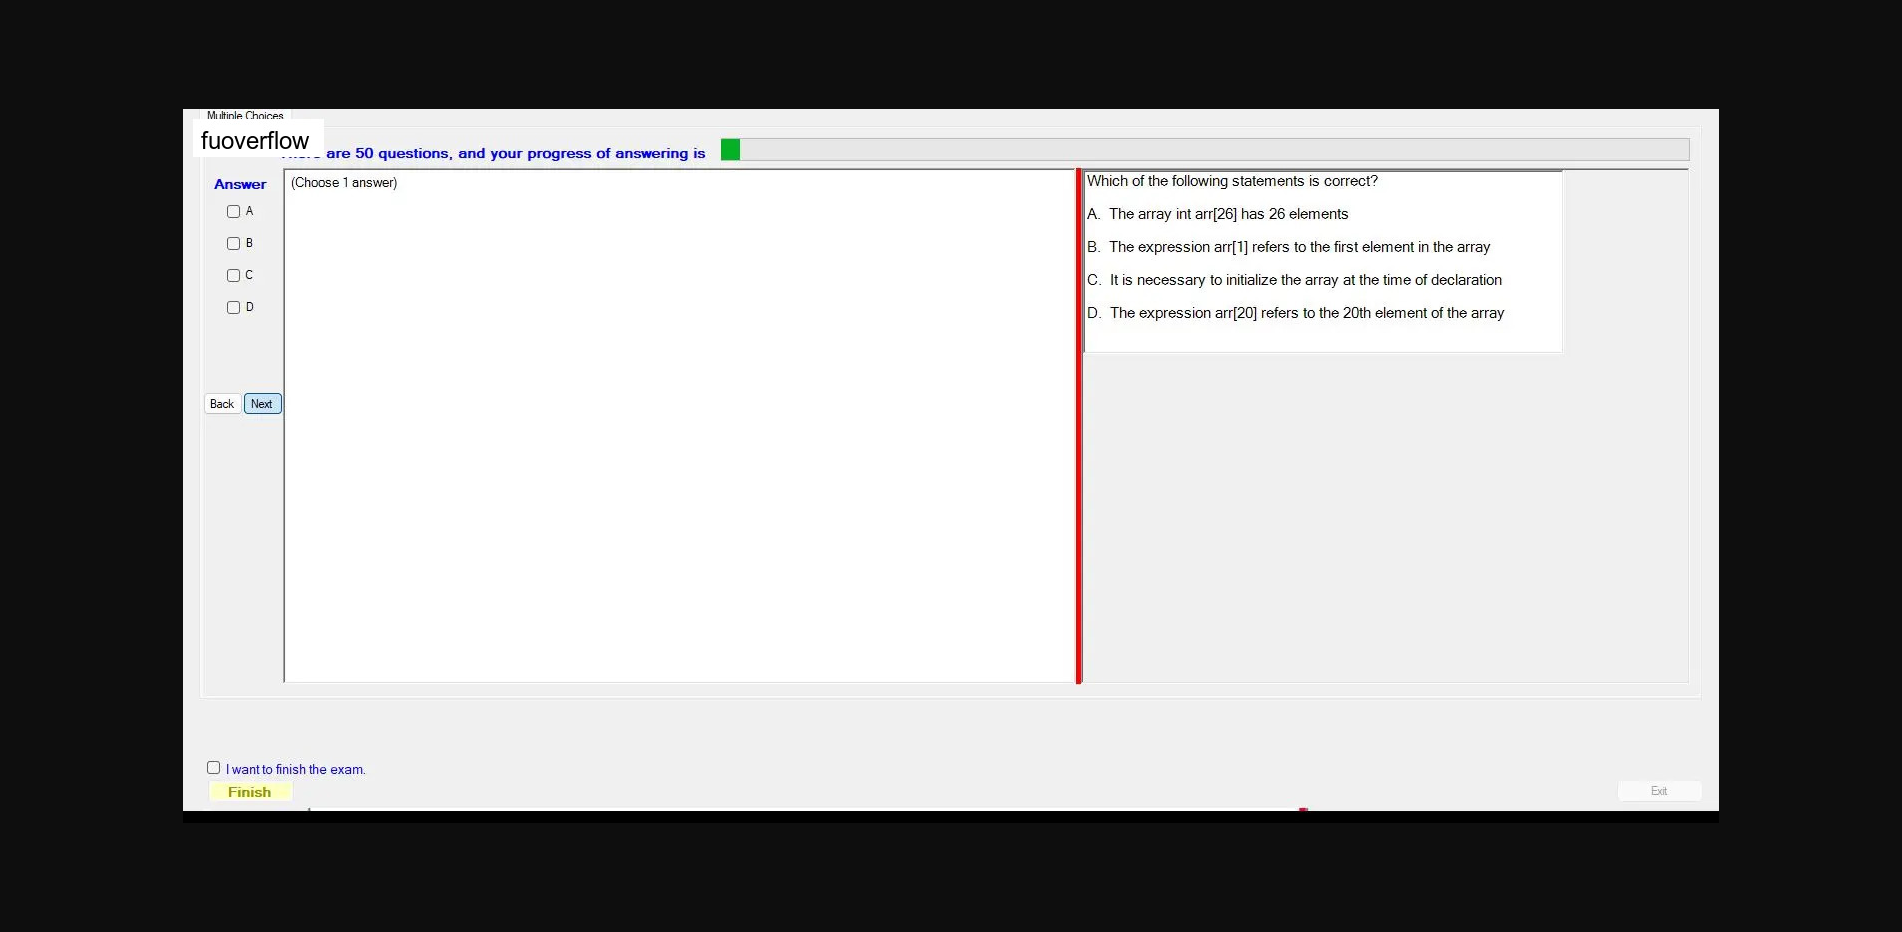 Multiple Choices
fuoverflow
are 50 questions, and your progress of answering is
Answer
(Choose 1 answer)
A
B
C
D
Back
Next
Which of the following statements is correct?
A. The array int arr[26] has 26 elements
B. The expression arr[1] refers to the first element in the array
C. It is necessary to initialize the array at the time of declaration
D. The expression arr[20] refers to the 20th element of the array
I want to finish the exam.
Finish
Exit